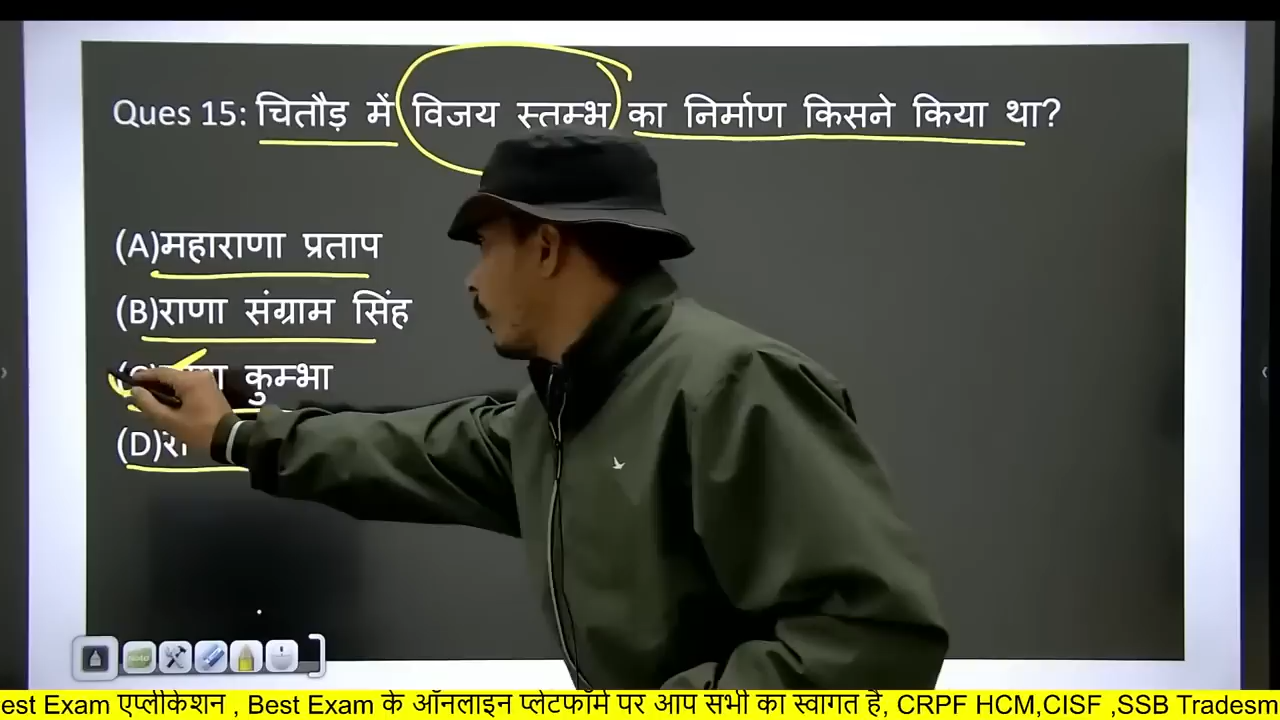 Ques 15: चितौड़ में विजय स्तम्भ का निर्माण किसने किया था?
(A)महाराणा प्रताप
(B)राणा संग्राम सिंह
कुम्भा
(D)
est Exam एप्लीकेशन , Best Exam के ऑनलाइन प्लेटफॉर्म पर आप सभी का स्वागत है, CRPF HCM,CISF ,SSB Tradesm